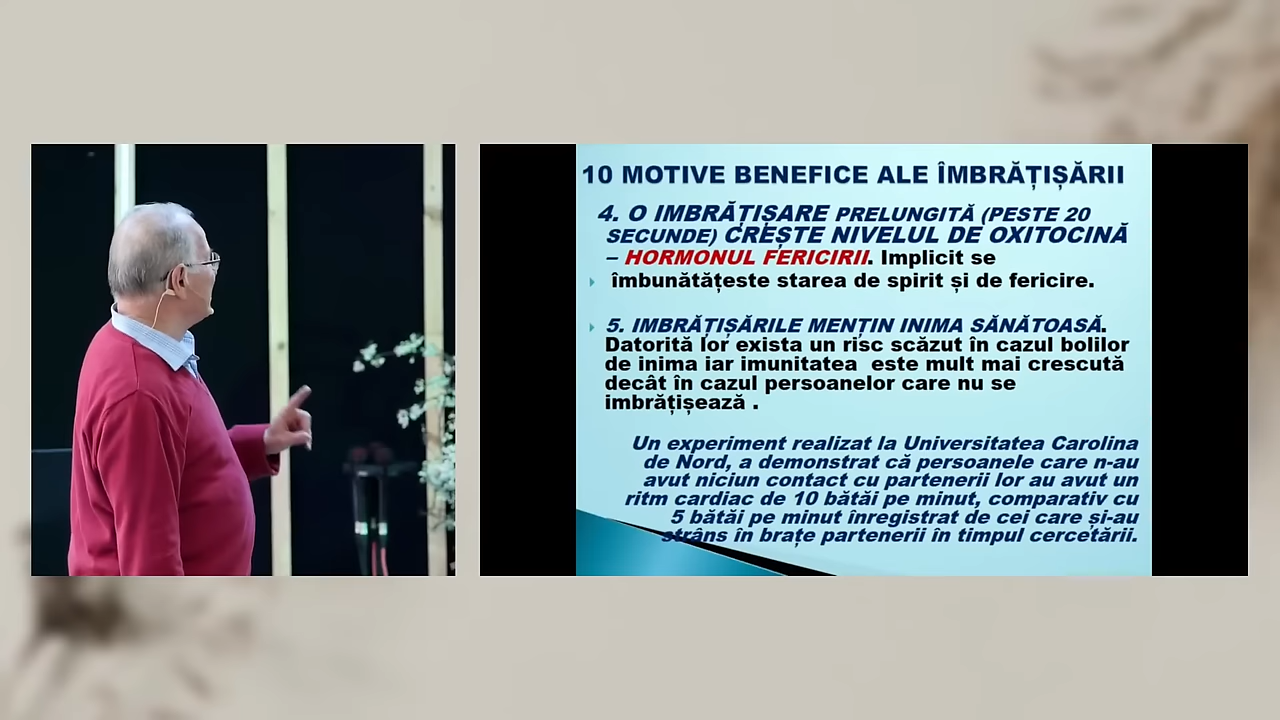 10 MOTIVE BENEFICE ALE ÎMBRĂȚIȘĂRII
4. O IMBRĂȚIȘARE PRELUNGITĂ (PESTE 20
SECUNDE) CREȘTE NIVELUL DE OXITOCINĂ
– HORMONUL FERICIRII. Implicit se
îmbunătățeste starea de spirit și de fericire.
5. IMBRĂȚIȘĂRILE MENȚIN INIMA SĂNĂTOASĂ.
Datorită lor exista un risc scăzut în cazul bolilor
de inima iar imunitatea este mult mai crescută
decât în cazul persoanelor care nu se
imbrățișează .
Un experiment realizat la Universitatea Carolina
de Nord, a demonstrat că persoanele care n-au
avut niciun contact cu partenerii lor au avut un
ritm cardiac de 10 bătăi pe minut, comparativ cu
5 bătăi pe minut înregistrat de cei care și-au
strâns în brațe partenerii în timpul cercetării.